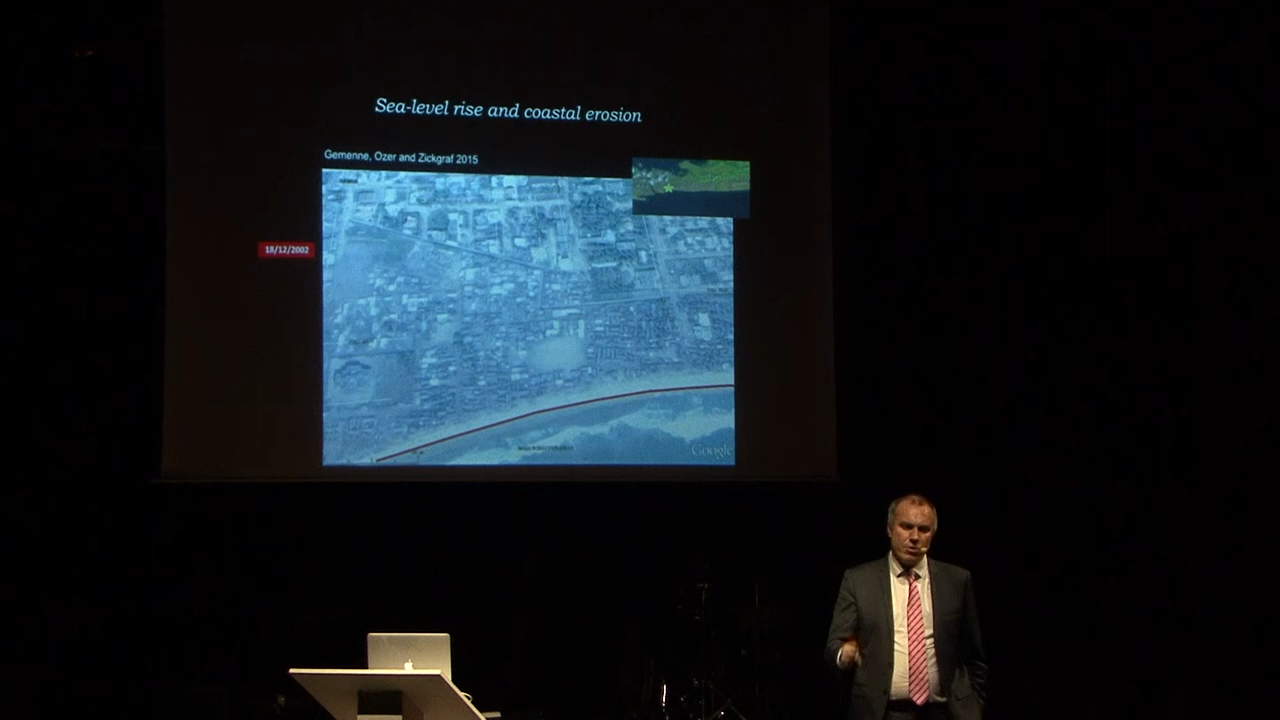 Sea-level rise and coastal erosion
Gemenne, Ozer and Zickgraf 2015
18/12/2002
Google